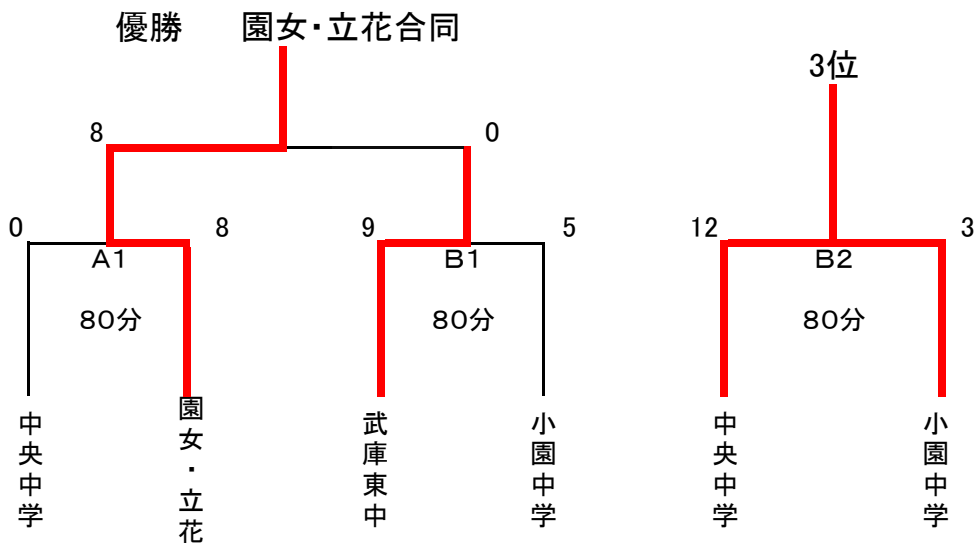 優勝　園女・立花合同
3位
8
0
0
8
9
5
12
3
A1
B1
B2
80分
80分
80分
中央中学
園女・立花
武庫東中
小園中学
中央中学
小園中学